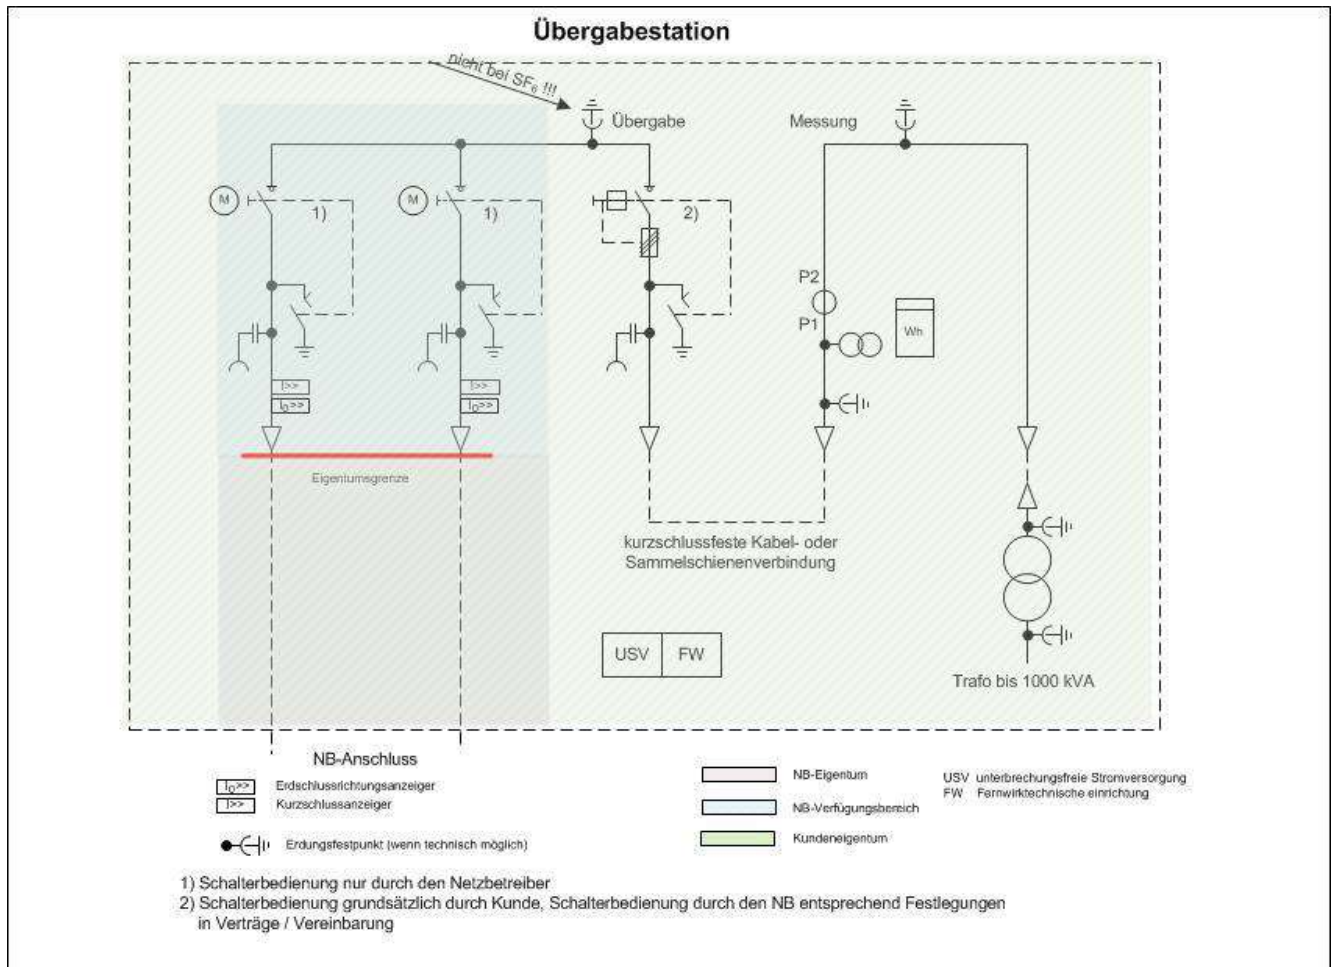 Übergabestation
nicht bei SF₆ !!!
Übergabe
Messung
M
M
1)
1)
2)
P2
P1
Wh
I>>
I₀>>
I>>
I₀>>
Eigentumsgrenze
kurzschlussfeste Kabel- oder
Sammelschienenverbindung
USV FW
Trafo bis 1000 kVA
NB-Anschluss
I₀>> Erdschlussrichtungsanzeiger
I>> Kurzschlussanzeiger
Erdungsfestpunkt (wenn technisch möglich)
NB-Eigentum
NB-Verfügungsbereich
Kundeneigentum
USV unterbrechungsfreie Stromversorgung
FW Fernwirktechnische einrichtung
1) Schalterbedienung nur durch den Netzbetreiber
2) Schalterbedienung grundsätzlich durch Kunde, Schalterbedienung durch den NB entsprechend Festlegungen
in Verträge / Vereinbarung